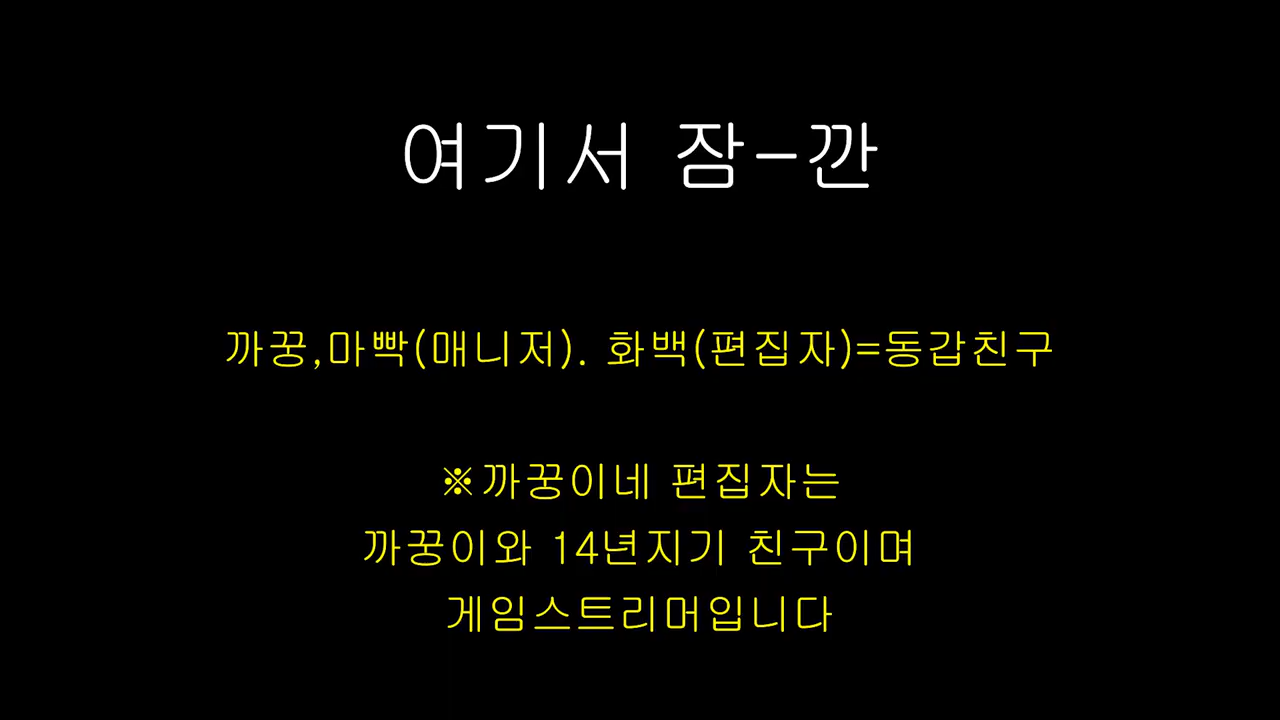 여기서 잠-깐
까꿍,마빡(매니저). 화백(편집자)=동갑친구
※까꿍이네 편집자는
까꿍이와 14년지기 친구이며
게임스트리머입니다